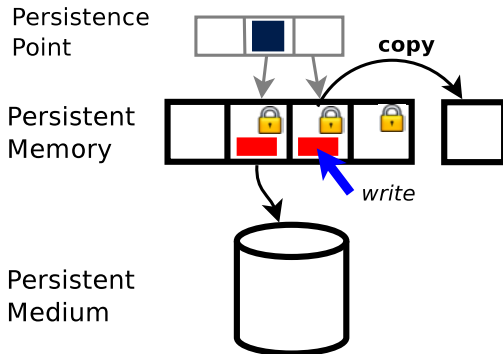 Persistence
Point
copy
Persistent
Memory
write
Persistent
Medium